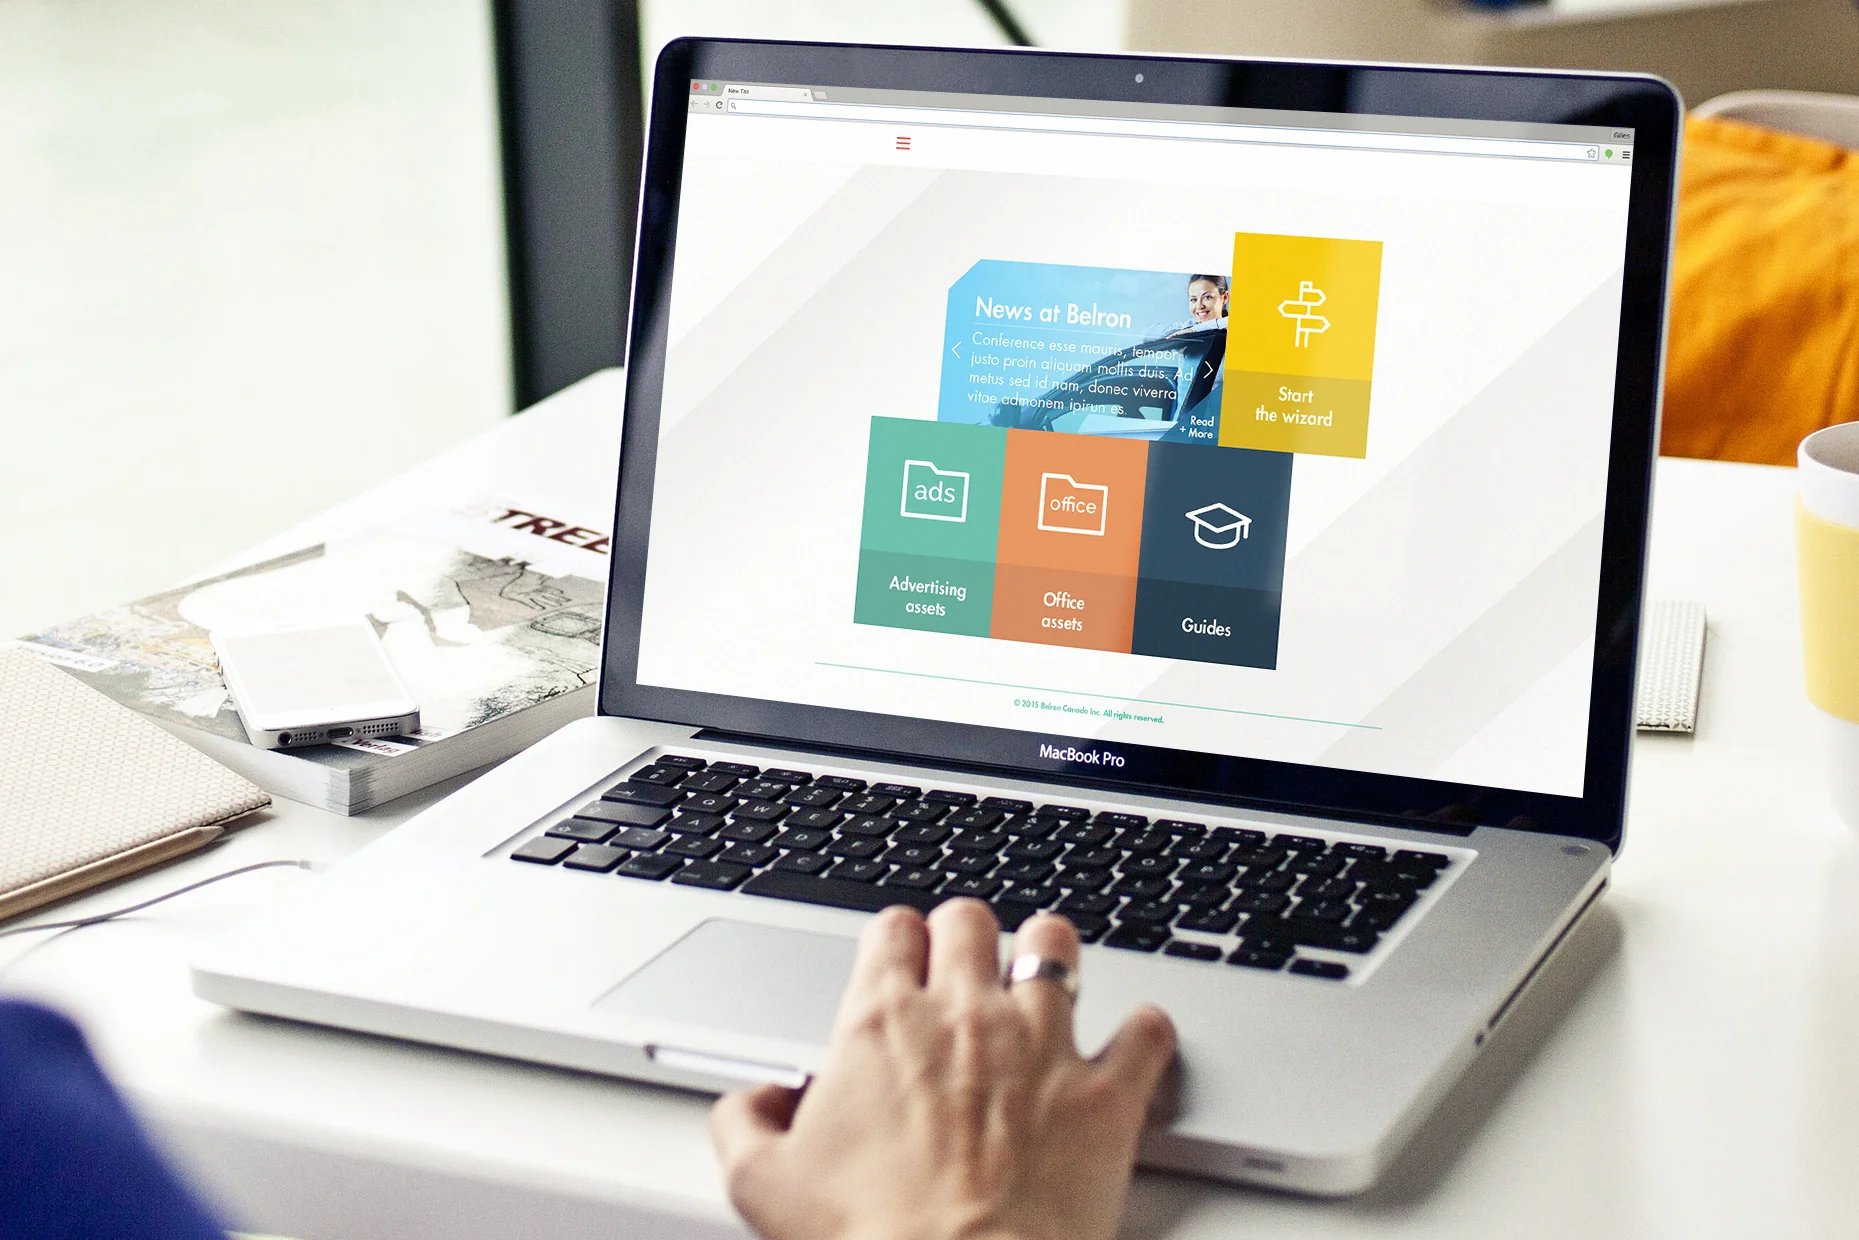 New Tab
Gilles
News at Belron
Conference esse mauris, tempor
justo proin aliquam mollis duis. Ad
metus sed id nam, donec viverra
vitae admonem ipirun es.
Read
+ More
Start
the wizard
ads
Advertising
assets
office
Office
assets
Guides
© 2015 Belron Canada Inc. All rights reserved.
MacBook Pro
STREE
Verlag